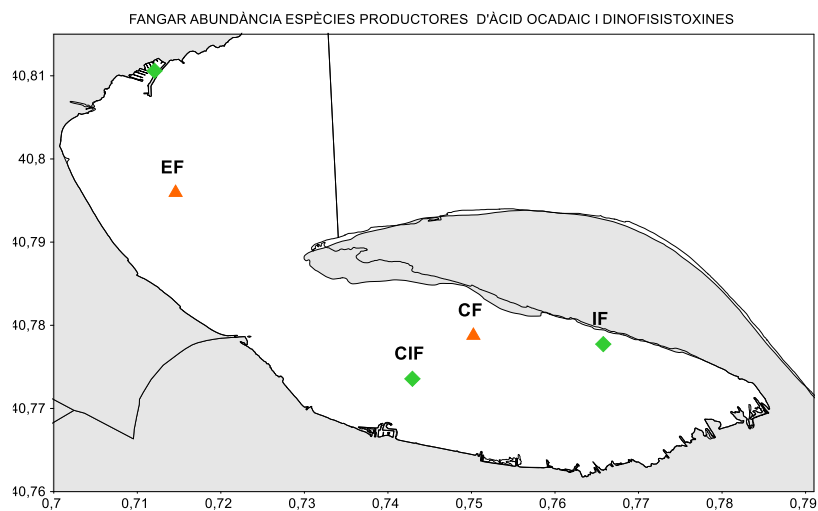 FANGAR ABUNDÀNCIA ESPÈCIES PRODUCTORES D'ÀCID OCADAIC I DINOFISISTOXINES
40,81
40,8
EF
40,79
40,78
CF
IF
CIF
40,77
40,76
0,7 0,71 0,72 0,73 0,74 0,75 0,76 0,77 0,78 0,79